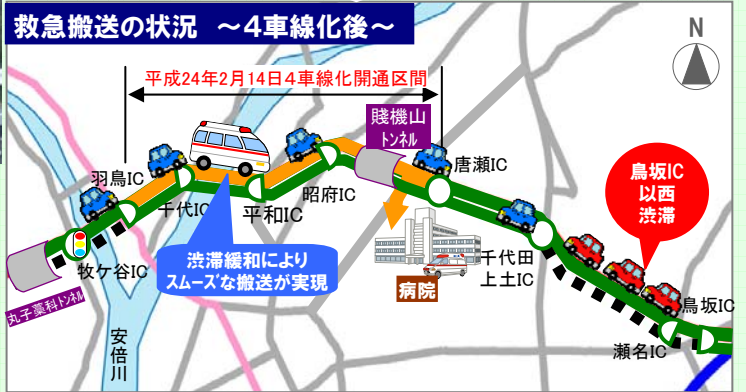 救急搬送の状況 ～4車線化後～
N
平成24年2月14日4車線化開通区間
賤機山
トンネル
羽鳥IC
千代IC
平和IC
昭府IC
唐瀬IC
鳥坂IC
以西
渋滞
渋滞緩和により
スムーズな搬送が実現
牧ケ谷IC
丸子藁科トンネル
安倍川
病院
千代田
上土IC
鳥坂IC
瀬名IC